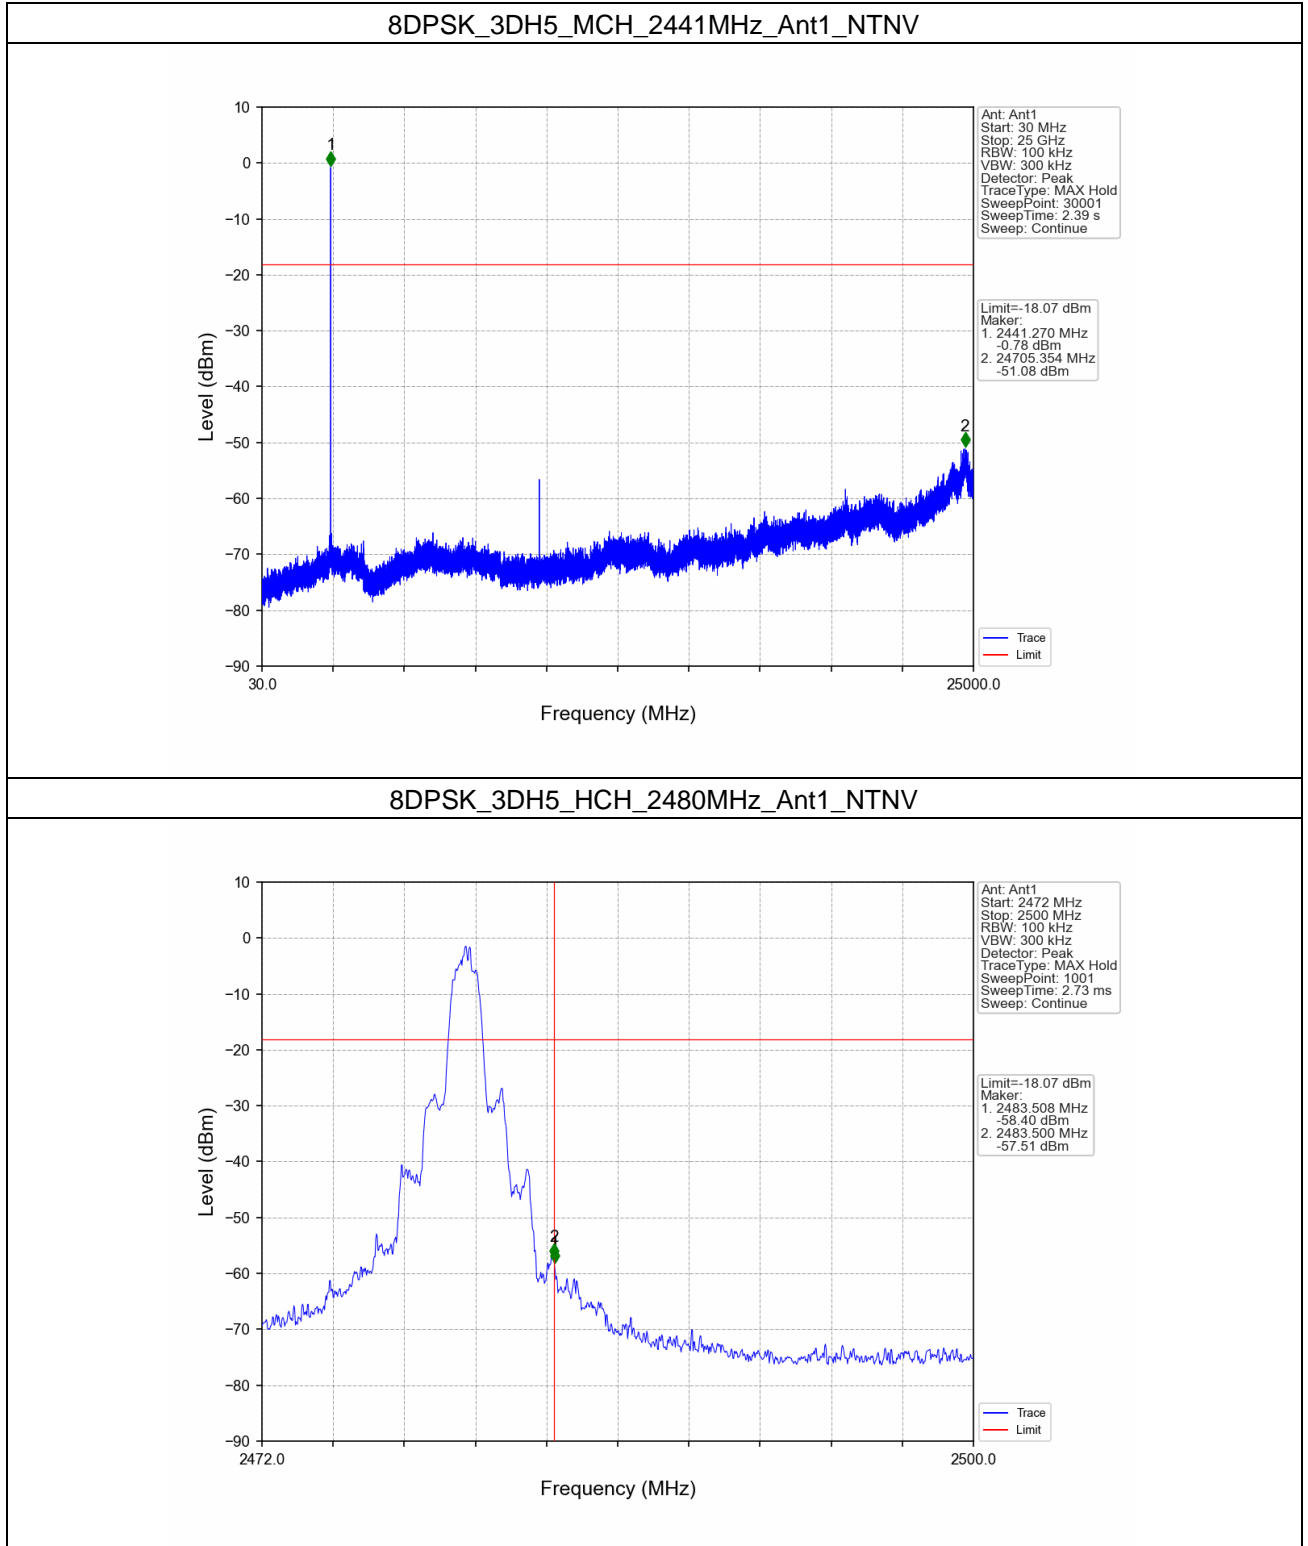 8DPSK_3DH5_MCH_2441MHz_Ant1_NTNV
10
0
−10
−20
−30
−40
−50
−60
−70
−80
−90
Level (dBm)
1
2
30.0
25000.0
Frequency (MHz)
Ant: Ant1
Start: 30 MHz
Stop: 25 GHz
RBW: 100 kHz
VBW: 300 kHz
Detector: Peak
TraceType: MAX Hold
SweepPoint: 30001
SweepTime: 2.39 s
Sweep: Continue
Limit=-18.07 dBm
Maker:
1. 2441.270 MHz
-0.78 dBm
2. 24705.354 MHz
-51.08 dBm
Trace
Limit
8DPSK_3DH5_HCH_2480MHz_Ant1_NTNV
10
0
−10
−20
−30
−40
−50
−60
−70
−80
−90
Level (dBm)
2
2472.0
2500.0
Frequency (MHz)
Ant: Ant1
Start: 2472 MHz
Stop: 2500 MHz
RBW: 100 kHz
VBW: 300 kHz
Detector: Peak
TraceType: MAX Hold
SweepPoint: 1001
SweepTime: 2.73 ms
Sweep: Continue
Limit=-18.07 dBm
Maker:
1. 2483.508 MHz
-58.40 dBm
2. 2483.500 MHz
-57.51 dBm
Trace
Limit